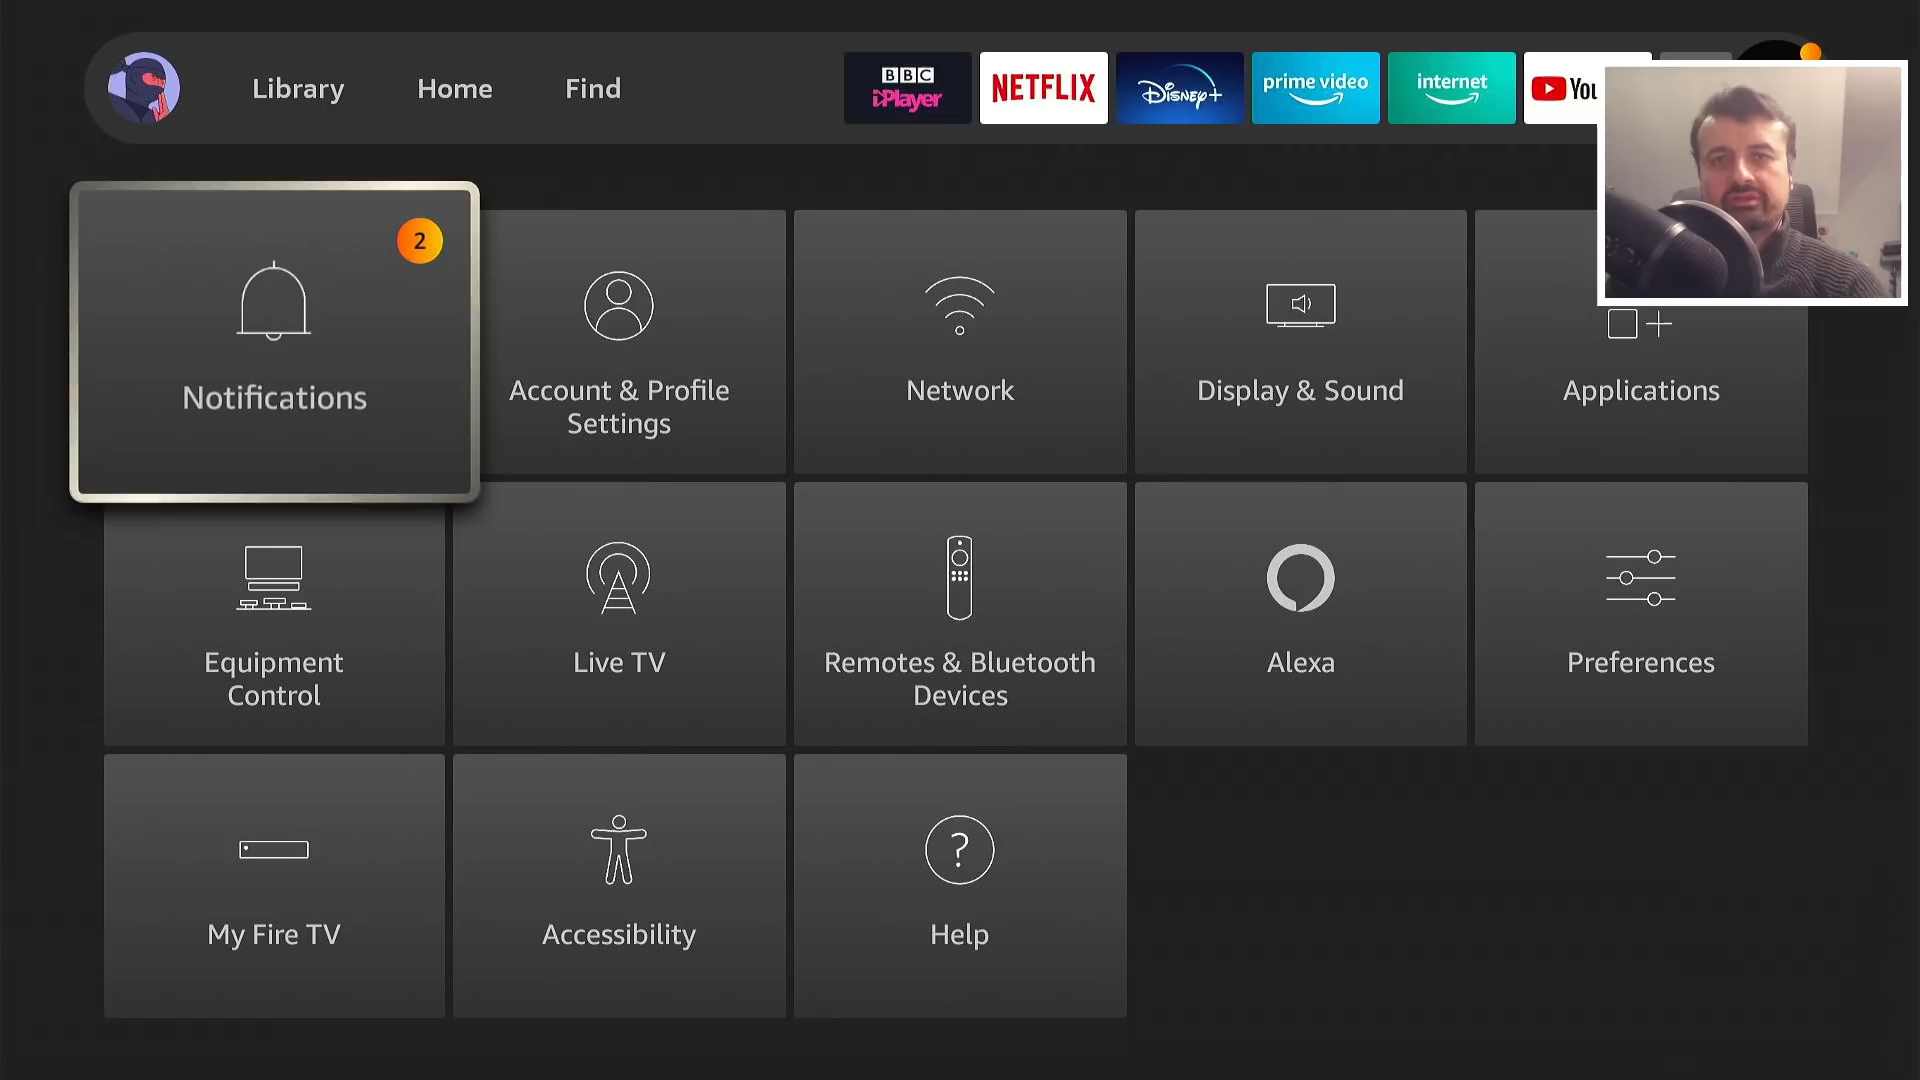 Library
Home
Find
BBC
iPlayer
NETFLIX
Disney+
prime video
internet
You
2
Notifications
Account & Profile
Settings
Network
Display & Sound
Applications
Equipment
Control
Live TV
Remotes & Bluetooth
Devices
Alexa
Preferences
My Fire TV
Accessibility
?
Help